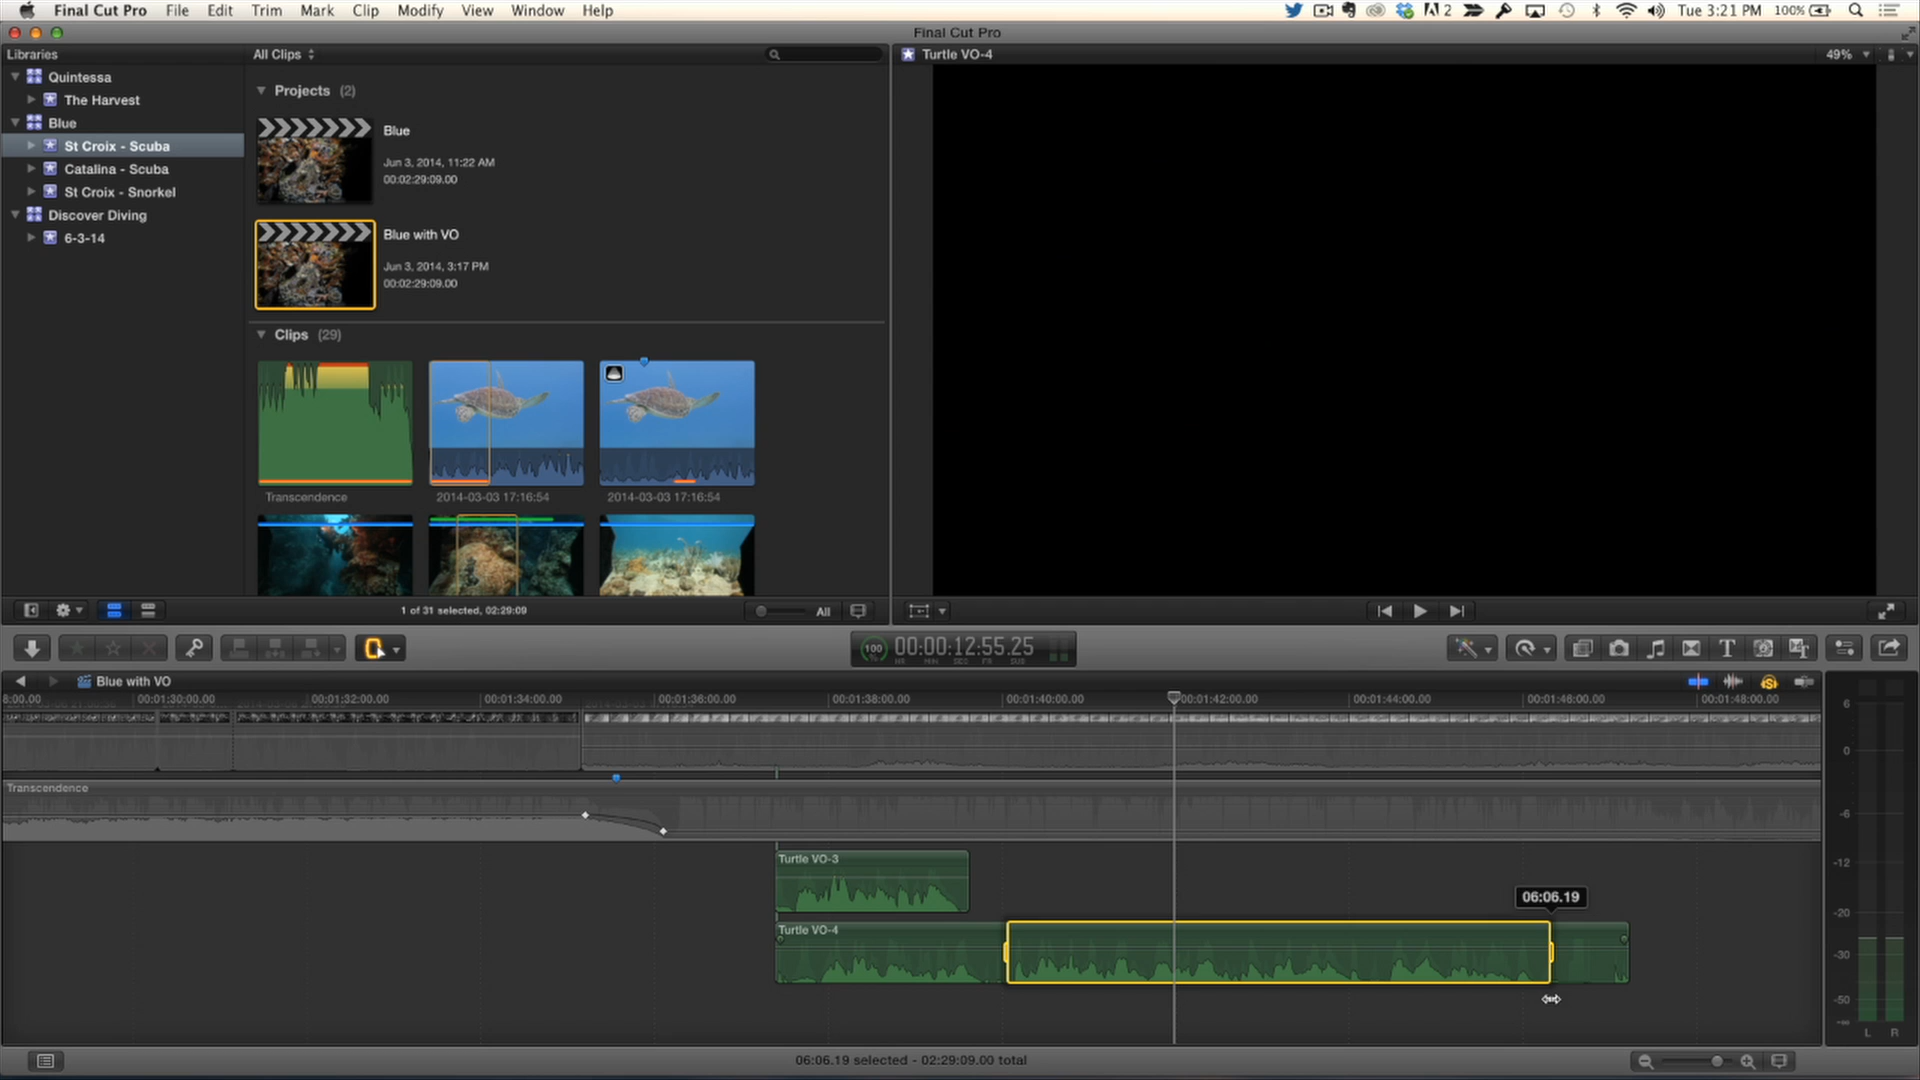 Final Cut Pro File Edit Trim Mark Clip Modify View Window Help 2 Tue 3:21 PM 100%
Final Cut Pro
Libraries
Quintessa
The Harvest
Blue
St Croix - Scuba
Catalina - Scuba
St Croix - Snorkel
Discover Diving
6-3-14
All Clips
Projects (2)
Blue
Jun 3, 2014, 11:22 AM
00:02:29:09.00
Blue with VO
Jun 3, 2014, 3:17 PM
00:02:29:09.00
Clips (29)
Transcendence
2014-03-03 17:16:54
2014-03-03 17:16:54
1 of 31 selected, 02:29:09
All
Turtle VO-4
49%
100
00:00:12:55.25
HR MIN SEC FR SUB
Blue with VO
8:00.00 00:01:30:00.00 00:01:32:00.00 00:01:34:00.00 00:01:36:00.00 00:01:38:00.00 00:01:40:00.00 00:01:42:00.00 00:01:44:00.00 00:01:46:00.00 00:01:48:00.00
Transcendence
Turtle VO-3
Turtle VO-4
06:06.19
6
0
-6
-12
-20
-30
-50
-∞
L R
06:06.19 selected - 02:29:09.00 total